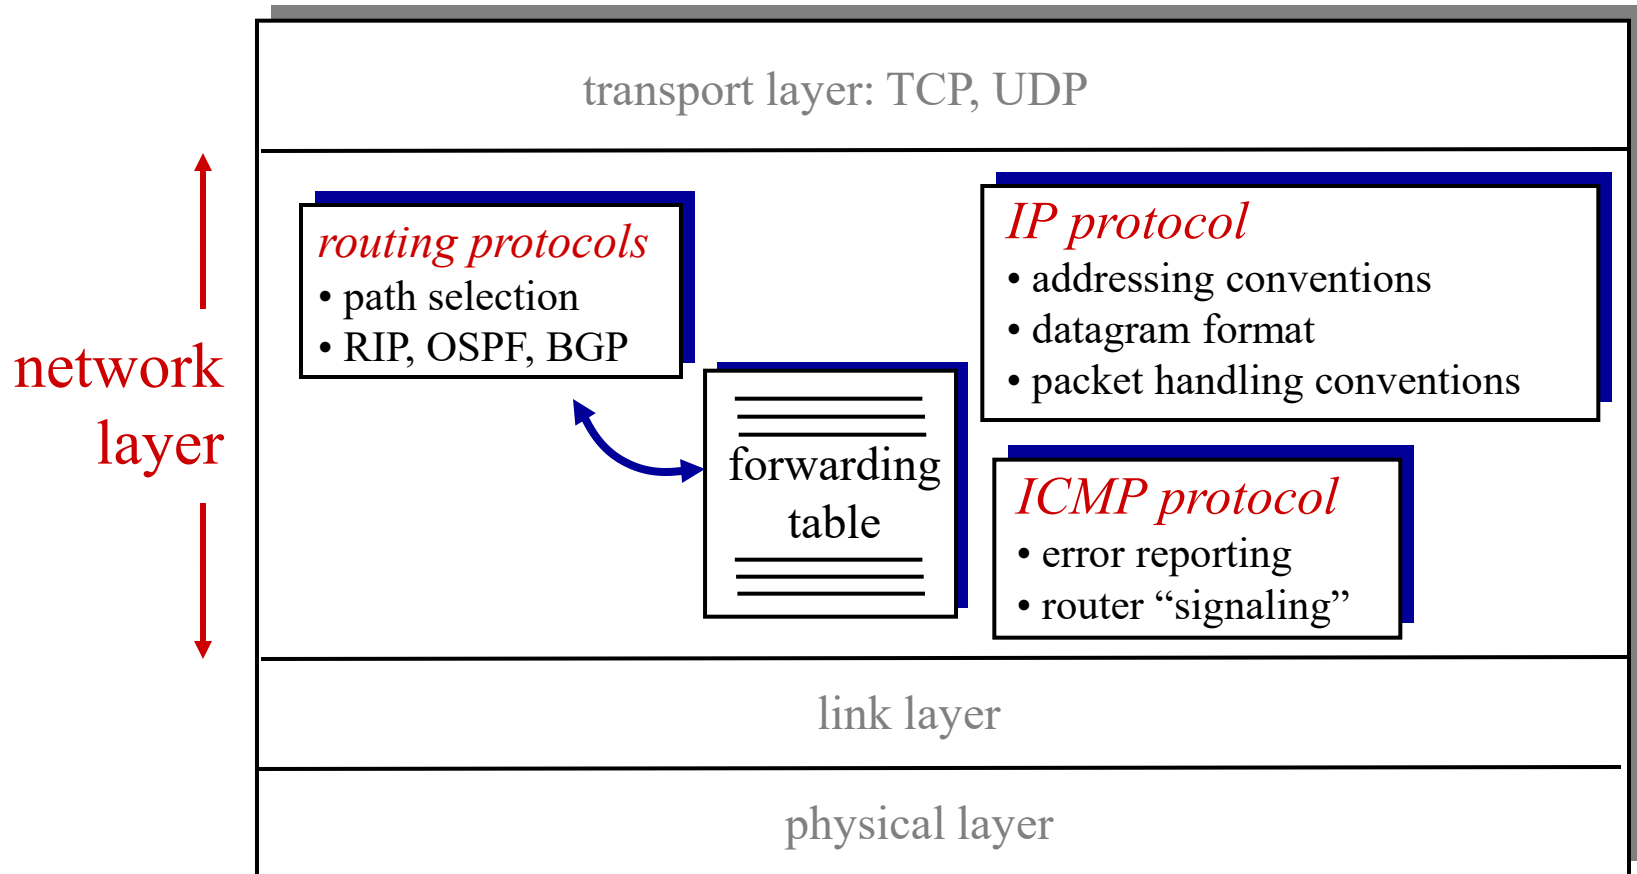 transport layer: TCP, UDP
network
layer
routing protocols
• path selection
• RIP, OSPF, BGP
forwarding
table
IP protocol
• addressing conventions
• datagram format
• packet handling conventions
ICMP protocol
• error reporting
• router “signaling”
link layer
physical layer